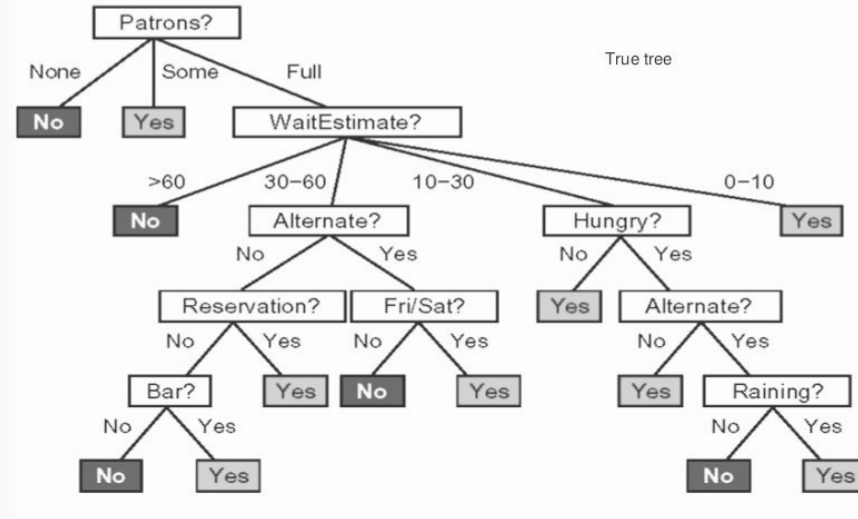 Patrons?
True tree
None Some Full
No Yes WaitEstimate?
>60 30–60 10–30 0–10
No Alternate? Hungry? Yes
No Yes No Yes
Reservation? Fri/Sat? Yes Alternate?
No Yes No Yes No Yes
Bar? Yes No Yes Yes Raining?
No Yes No Yes
No Yes No Yes